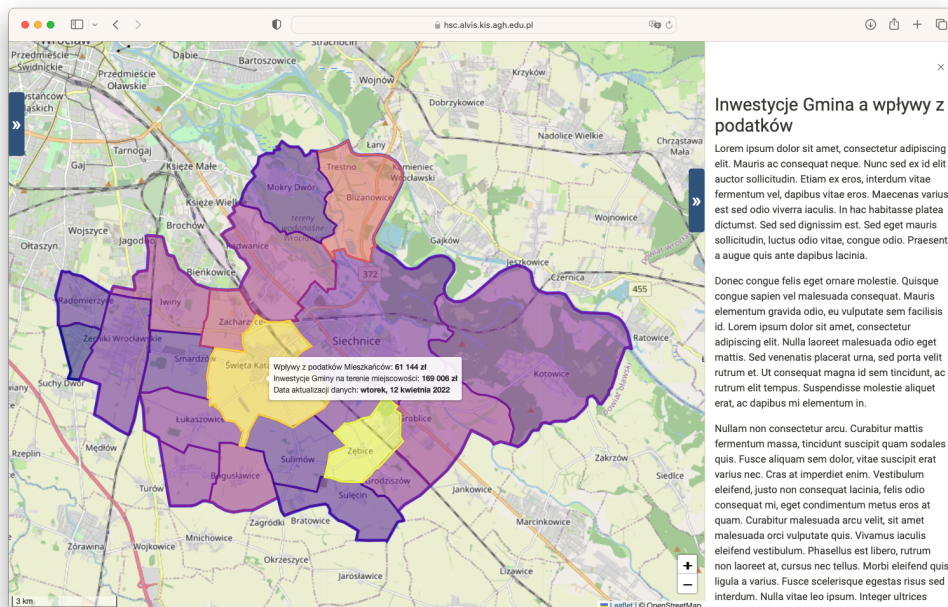 hsc.alvis.kis.agh.edu.pl
Przedmieście
Świdnickie
Przedmieście
Oławskie
Dąbie
Bartoszowice
Strachocin
Wojnów
Krzyków
Dobrzykowice
Nadolice Wielkie
Chrząstawa
Mała
Tarnogaj
Gaj
Księże Małe
Łany
Kamieniec
Wrocławski
Trestno
Mokry Dwór
Blizanowice
tereny
wodonośne
Księże Wielkie
Wojszyce
Brochów
Ołtaszyn
Jagodno
Radwanice
Wojnowice
Gajków
Bieńkowice
Jeszkowice
Czernica
372
455
Radomierzyce
Iwiny
Zacharzyce
Siechnice
Ratowice
Żerniki Wrocławskie
Smardzów
Święta Kat
Kotowice
Wpływy z podatków Mieszkańców: 61 144 zł
Inwestycje Gminy na terenie miejscowości: 169 006 zł
Data aktualizacji danych: wtorek, 12 kwietnia 2022
Suchy Dwór
Łukaszowice
Groblice
Zębice
Mędłów
Rzeplin
Sulimów
Zakrzów
Turów
Bogusławice
Grodziszów
Siedlce
Sulęcin
Jankowice
Zagródki
Bratowice
Marcinkowice
Żórawina
Wojkowice
Mnichowice
Okrzeszyce
Jarosławice
Lizawice
3 km
+
−
Leaflet | © OpenStreetMap
×
Inwestycje Gmina a wpływy z
podatków
Lorem ipsum dolor sit amet, consectetur adipiscing
elit. Mauris ac consequat neque. Nunc sed ex id elit
auctor sollicitudin. Etiam ex eros, interdum vitae
fermentum vel, dapibus vitae eros. Maecenas varius
est sed odio viverra iaculis. In hac habitasse platea
dictumst. Sed sed dignissim est. Sed eget mauris
sollicitudin, luctus odio vitae, congue odio. Praesent
a augue quis ante dapibus lacinia.
Donec congue felis eget ornare molestie. Quisque
congue sapien vel malesuada consequat. Mauris
elementum gravida odio, eu vulputate sem facilisis
id. Lorem ipsum dolor sit amet, consectetur
adipiscing elit. Nulla laoreet malesuada odio eget
mattis. Sed venenatis placerat urna, sed porta velit
rutrum et. Ut consequat magna id sem tincidunt, ac
rutrum elit tempus. Suspendisse molestie aliquet
erat, ac dapibus mi elementum in.
Nullam non consectetur arcu. Curabitur mattis
fermentum massa, tincidunt suscipit quam sodales
quis. Fusce aliquam sem dolor, vitae suscipit erat
varius nec. Cras at imperdiet enim. Vestibulum
eleifend, justo non consequat lacinia, felis odio
consequat mi, eget condimentum metus eros at
quam. Curabitur malesuada arcu velit, sit amet
malesuada orci vulputate quis. Vivamus iaculis
eleifend vestibulum. Phasellus est libero, rutrum
non laoreet at, cursus nec tellus. Morbi eleifend quis
ligula a varius. Fusce scelerisque egestas risus sed
interdum. Nulla vitae leo ipsum. Integer ultrices